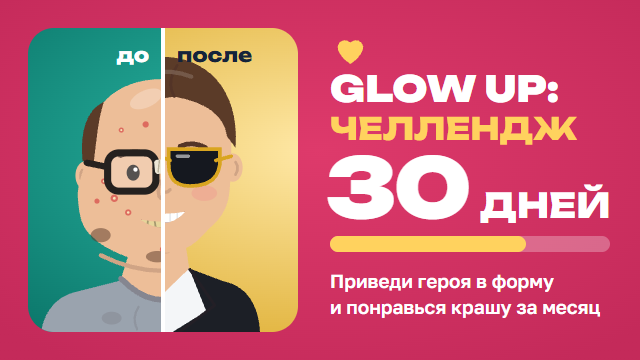 до после
GLOW UP:
ЧЕЛЛЕНДЖ
30 ДНЕЙ
Приведи героя в форму
и понравься крашу за месяц